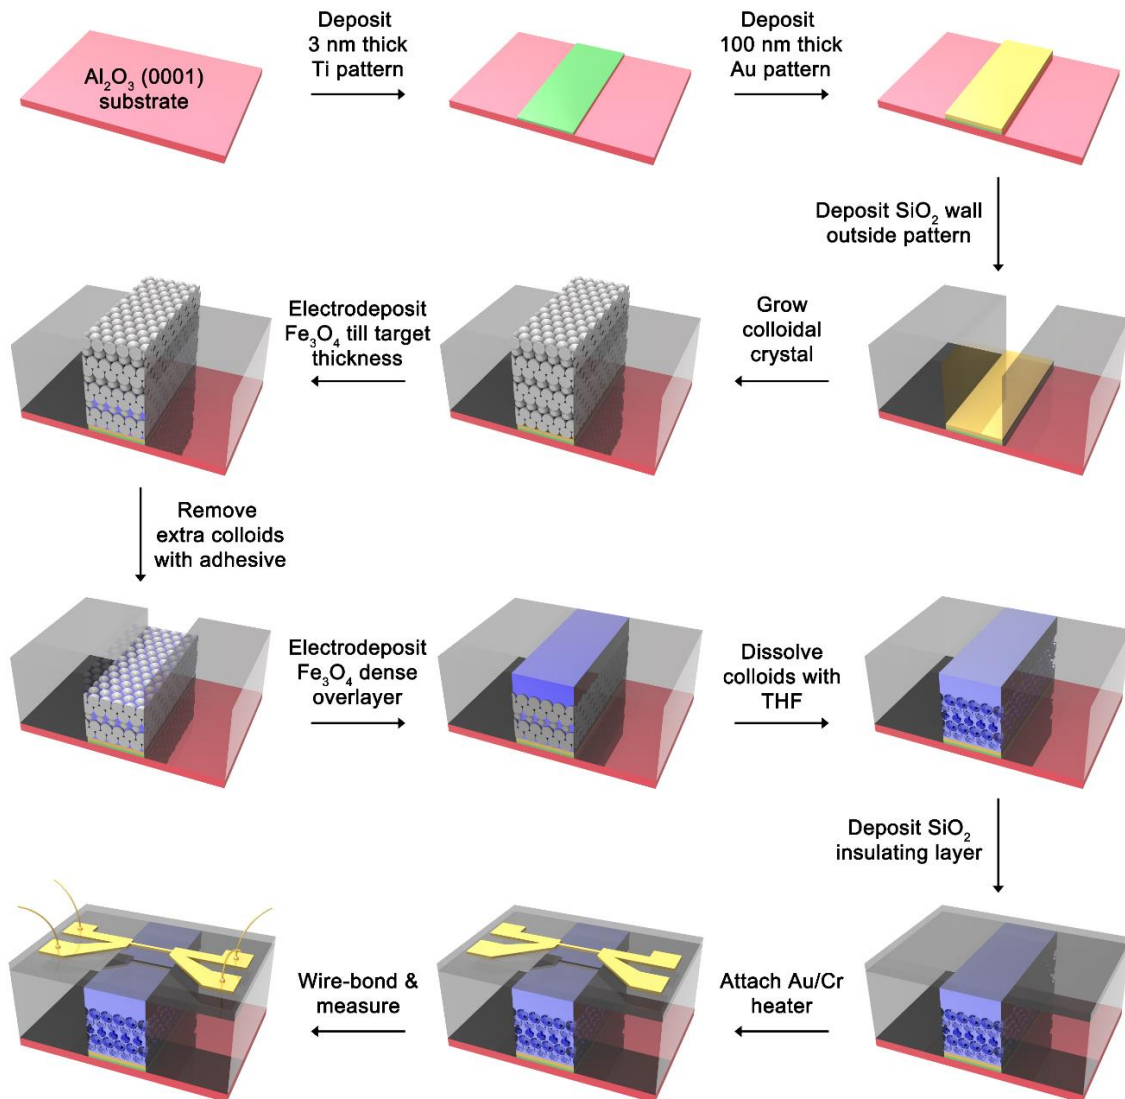 Al₂O₃ (0001)
substrate
Deposit
3 nm thick
Ti pattern
Deposit
100 nm thick
Au pattern
Deposit SiO₂ wall
outside pattern
Grow
colloidal
crystal
Electrodeposit
Fe₃O₄ till target
thickness
Remove
extra colloids
with adhesive
Electrodeposit
Fe₃O₄ dense
overlayer
Dissolve
colloids with
THF
Deposit SiO₂
insulating layer
Attach Au/Cr
heater
Wire-bond &
measure